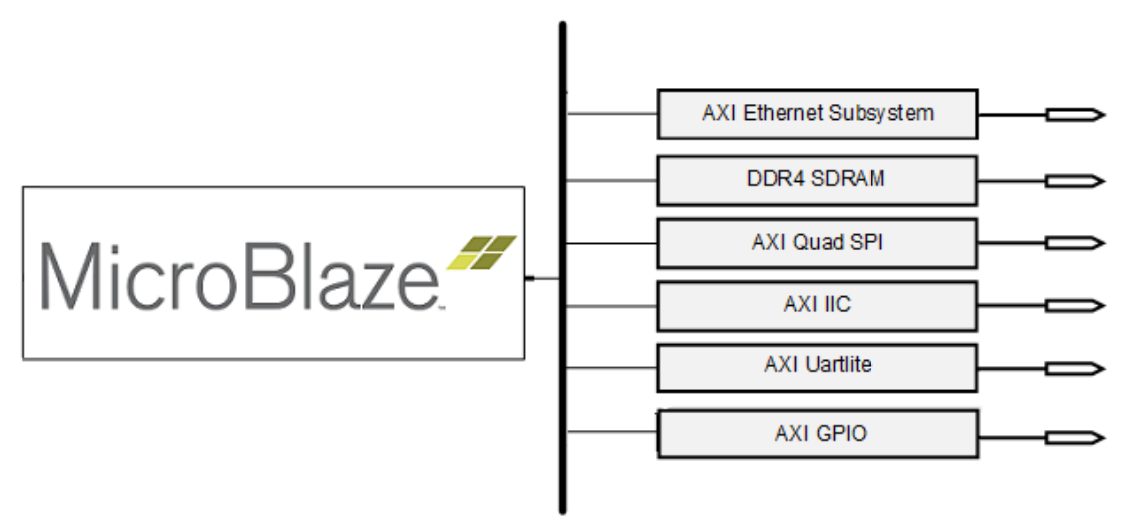 MicroBlaze™
AXI Ethernet Subsystem
DDR4 SDRAM
AXI Quad SPI
AXI IIC
AXI Uartlite
AXI GPIO